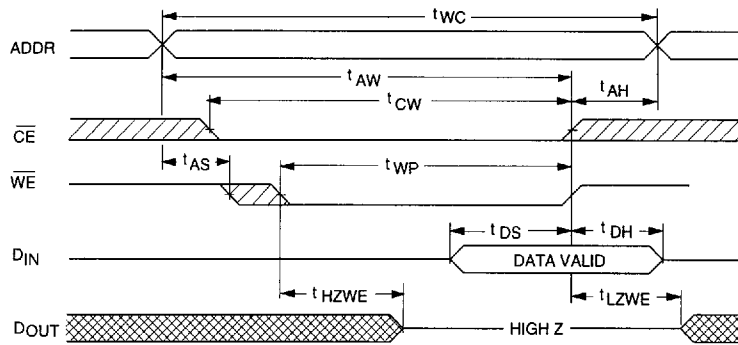 tWC
ADDR
tAW
tAH
tCW
CE
tAS
tWP
WE
tDS
tDH
DIN
DATA VALID
tHZWE
tLZWE
DOUT
HIGH Z